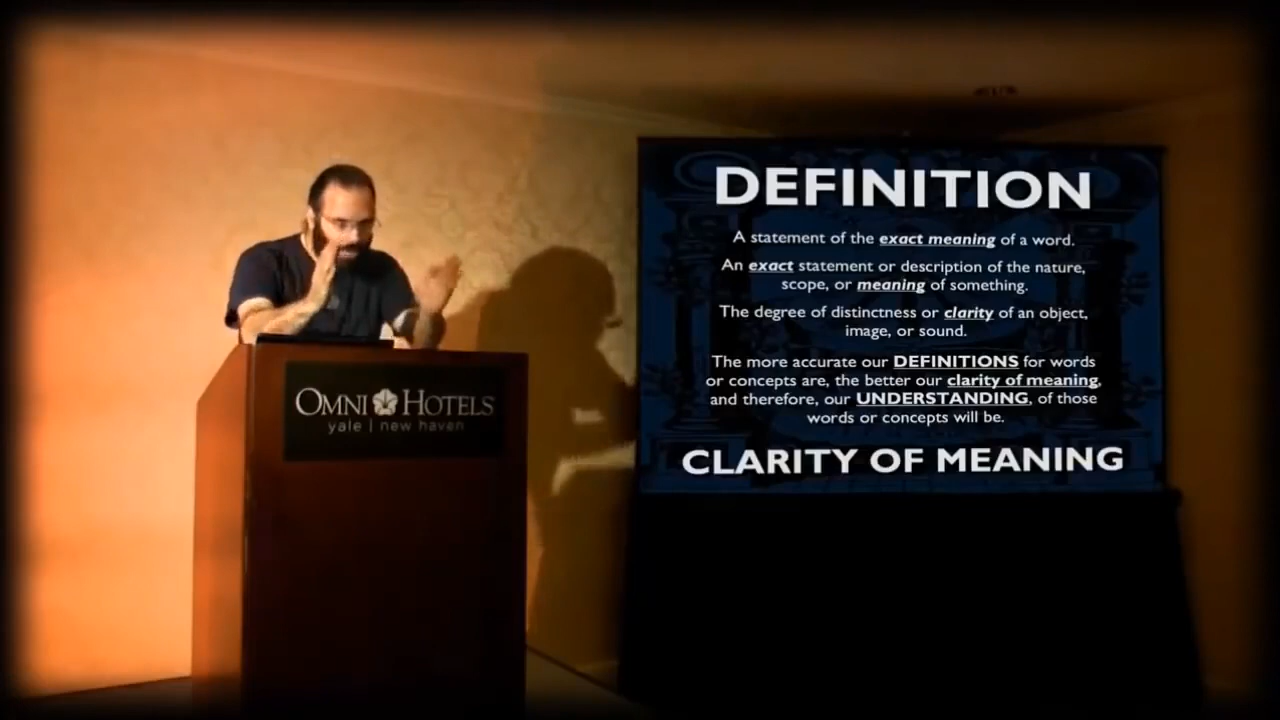 OMNI HOTELS
yale | new haven
DEFINITION
A statement of the exact meaning of a word.
An exact statement or description of the nature,
scope, or meaning of something.
The degree of distinctness or clarity of an object,
image, or sound.
The more accurate our DEFINITIONS for words
or concepts are, the better our clarity of meaning,
and therefore, our UNDERSTANDING, of those
words or concepts will be.
CLARITY OF MEANING